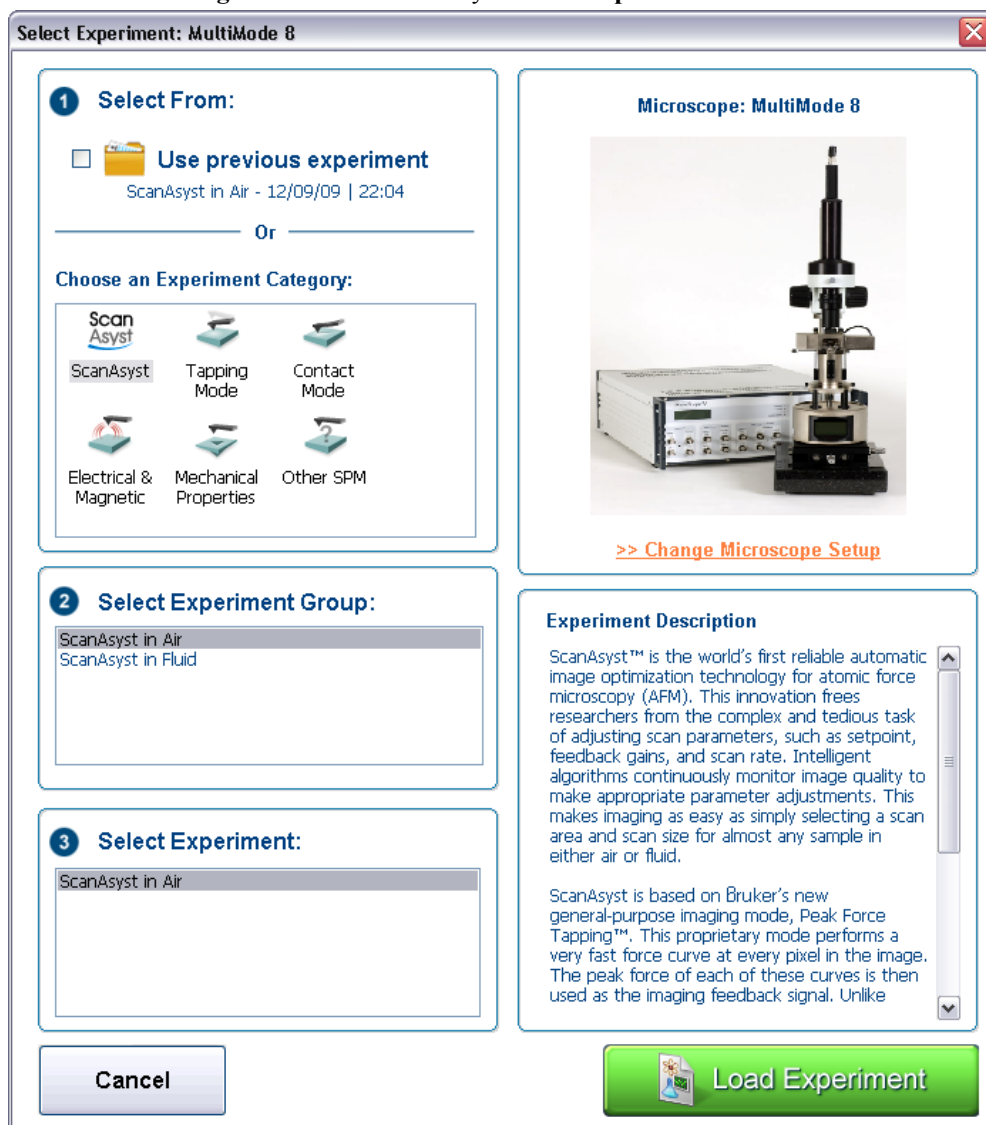 Select Experiment: MultiMode 8
1 Select From:
Use previous experiment
ScanAsyst in Air - 12/09/09 | 22:04
Or
Choose an Experiment Category:
Scan
Asyst
ScanAsyst
Tapping
Mode
Contact
Mode
Electrical &
Magnetic
Mechanical
Properties
Other SPM
2 Select Experiment Group:
ScanAsyst in Air
ScanAsyst in Fluid
3 Select Experiment:
ScanAsyst in Air
Cancel
Microscope: MultiMode 8
>> Change Microscope Setup
Experiment Description
ScanAsyst™ is the world's first reliable automatic
image optimization technology for atomic force
microscopy (AFM). This innovation frees
researchers from the complex and tedious task
of adjusting scan parameters, such as setpoint,
feedback gains, and scan rate. Intelligent
algorithms continuously monitor image quality to
make appropriate parameter adjustments. This
makes imaging as easy as simply selecting a scan
area and scan size for almost any sample in
either air or fluid.
ScanAsyst is based on Bruker's new
general-purpose imaging mode, Peak Force
Tapping™. This proprietary mode performs a
very fast force curve at every pixel in the image.
The peak force of each of these curves is then
used as the imaging feedback signal. Unlike
Load Experiment